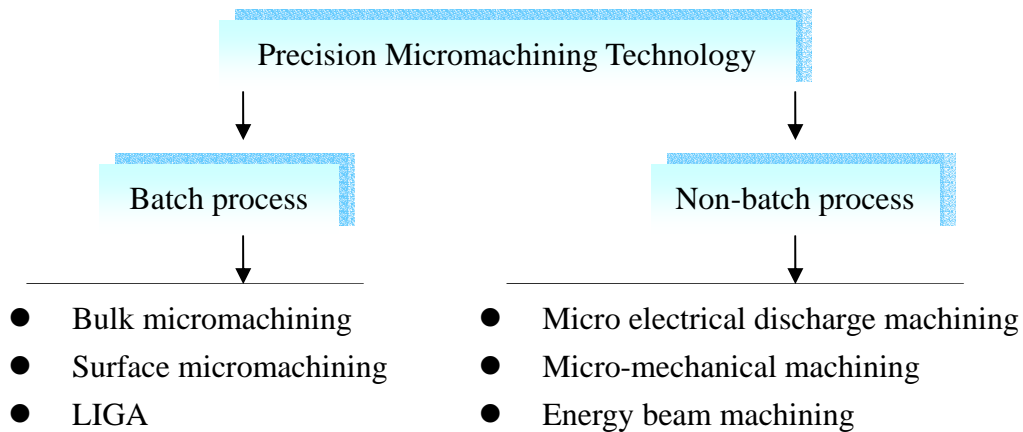 Precision Micromachining Technology
Batch process
Non-batch process
● Bulk micromachining
● Surface micromachining
● LIGA
● Micro electrical discharge machining
● Micro-mechanical machining
● Energy beam machining